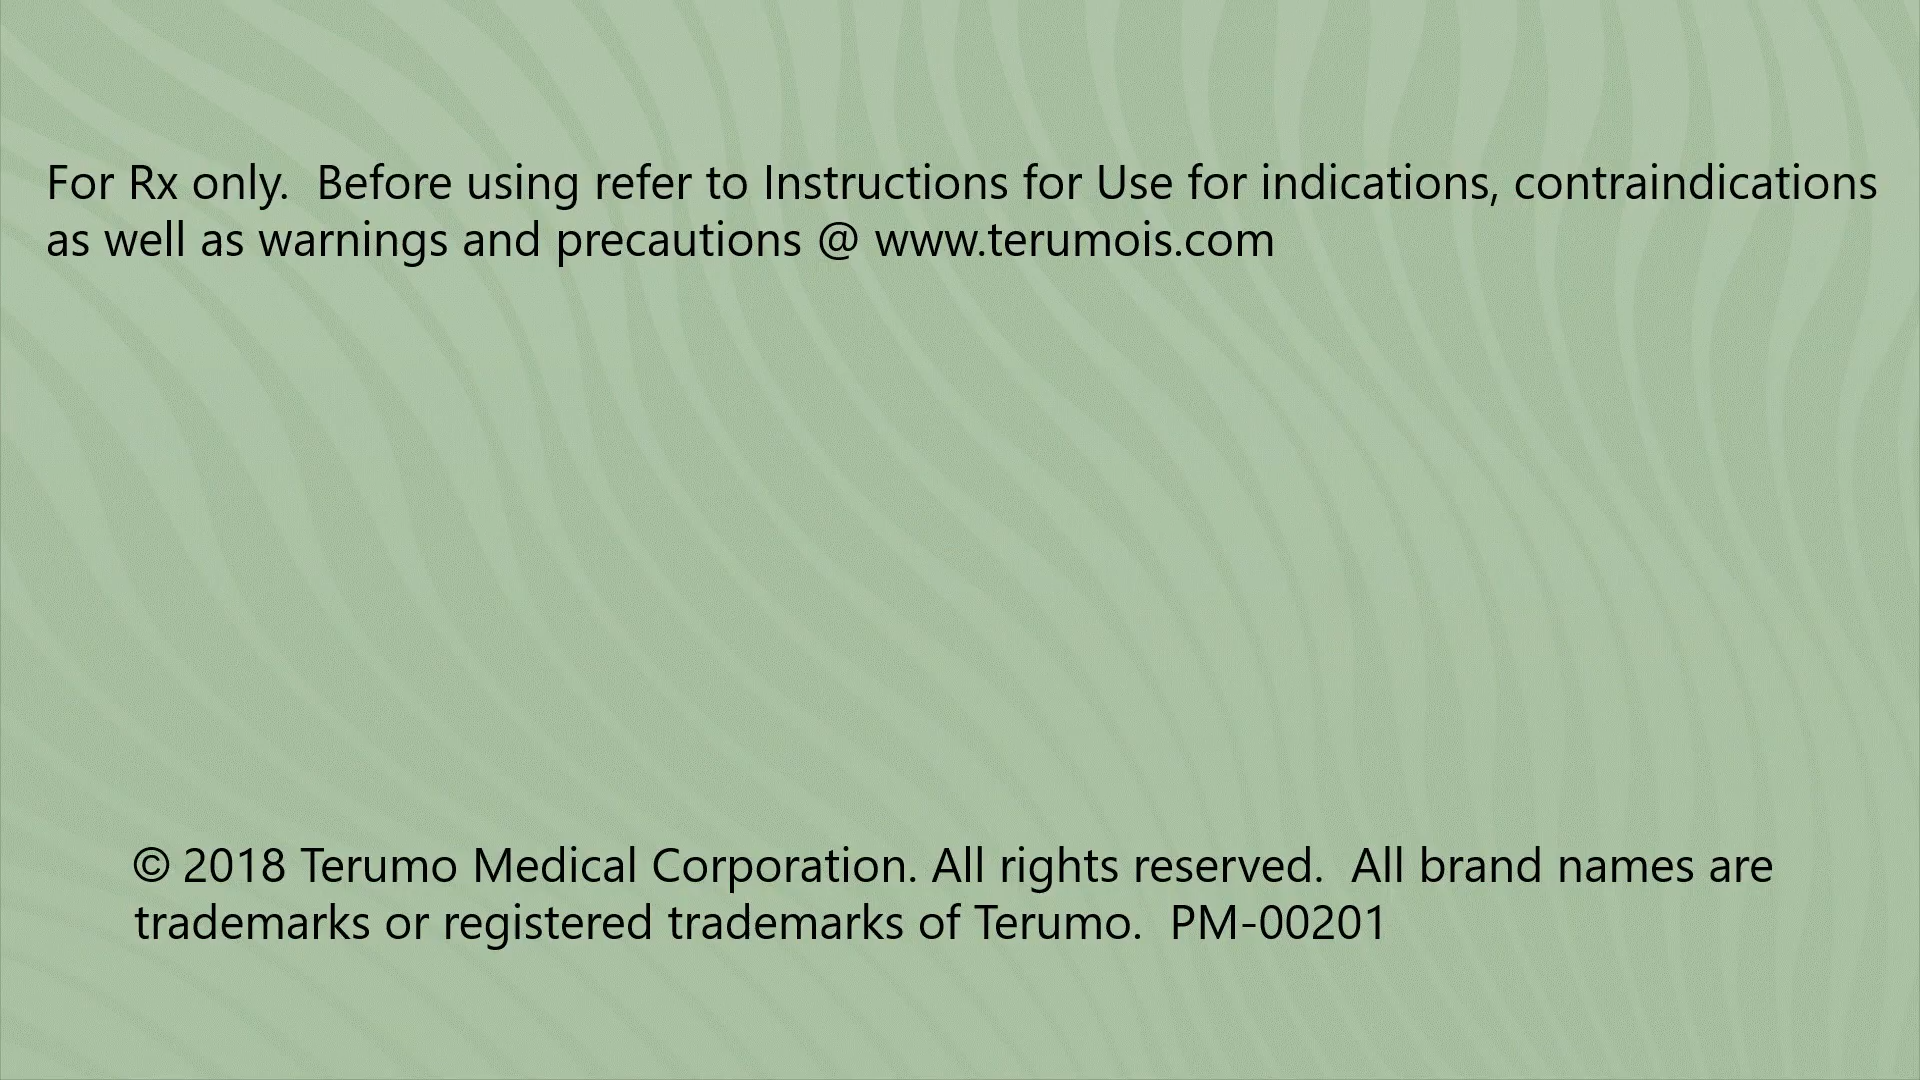 For Rx only.  Before using refer to Instructions for Use for indications, contraindications
as well as warnings and precautions @ www.terumois.com
© 2018 Terumo Medical Corporation. All rights reserved.  All brand names are
trademarks or registered trademarks of Terumo.  PM-00201